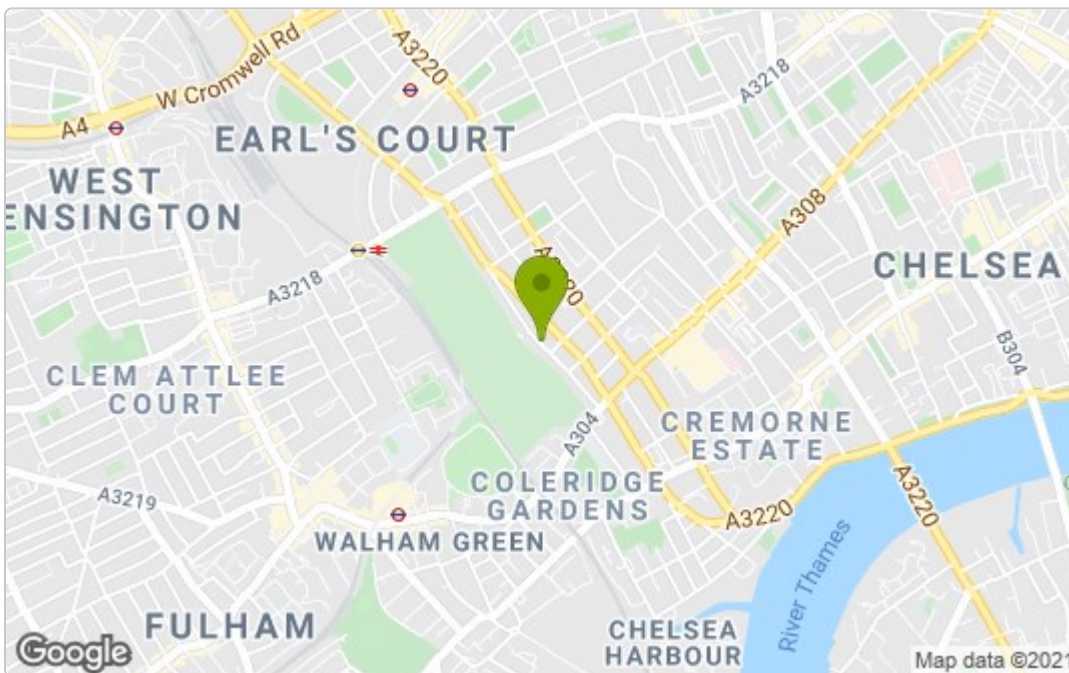 W Cromwell Rd
A3220
A3218
A4
EARL'S COURT
WEST
ENSINGTON
A308
A3220
CHELSEA
A3218
B304
CLEM ATTLEE
COURT
CREMORNE
ESTATE
A304
COLERIDGE
GARDENS
A3219
A3220
A3220
WALHAM GREEN
River Thames
FULHAM
CHELSEA
HARBOUR
Google
Map data ©2021